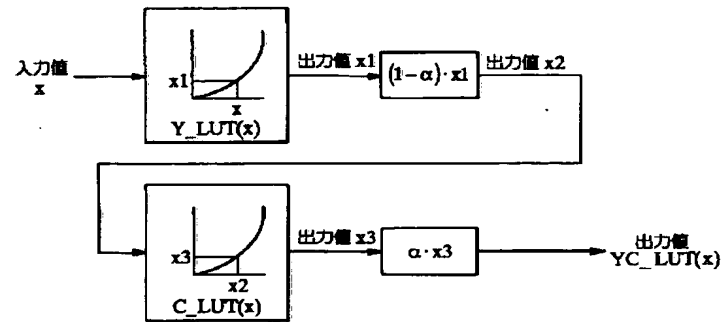 入力値
x
x1
x
Y_LUT(x)
出力値 x1
(1-α)·x1
出力値 x2
x3
x2
C_LUT(x)
出力値 x3
α·x3
出力値
YC_LUT(x)